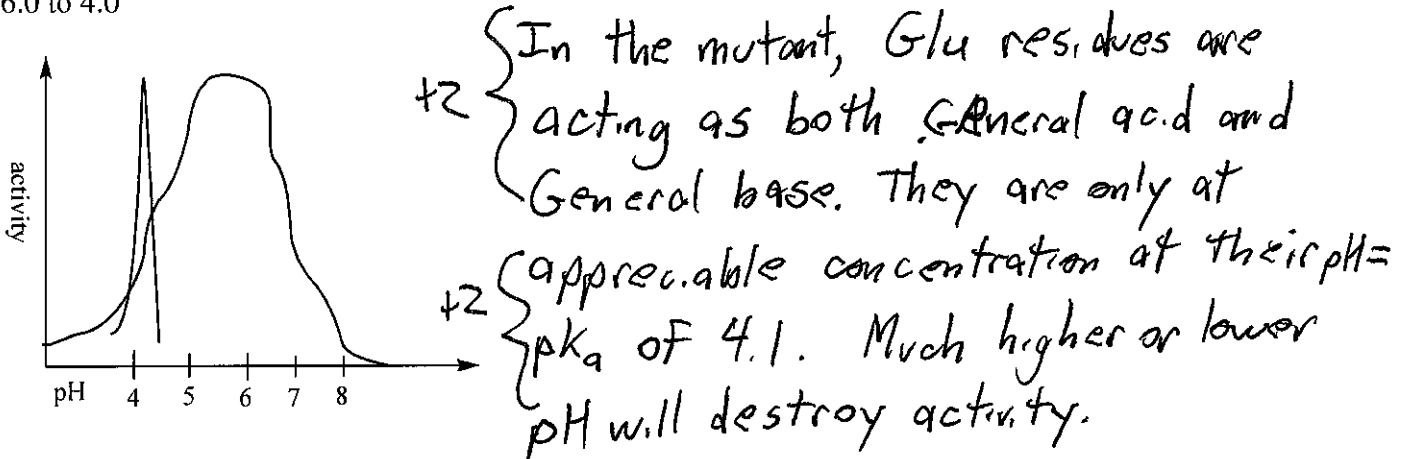 6.0 to 4.0
+2 In the mutant, Glu residues are
acting as both General acid and
General base. They are only at
+2 appreciable concentration at their pH=
pka of 4.1. Much higher or lower
pH will destroy activity.
activity
pH 4 5 6 7 8